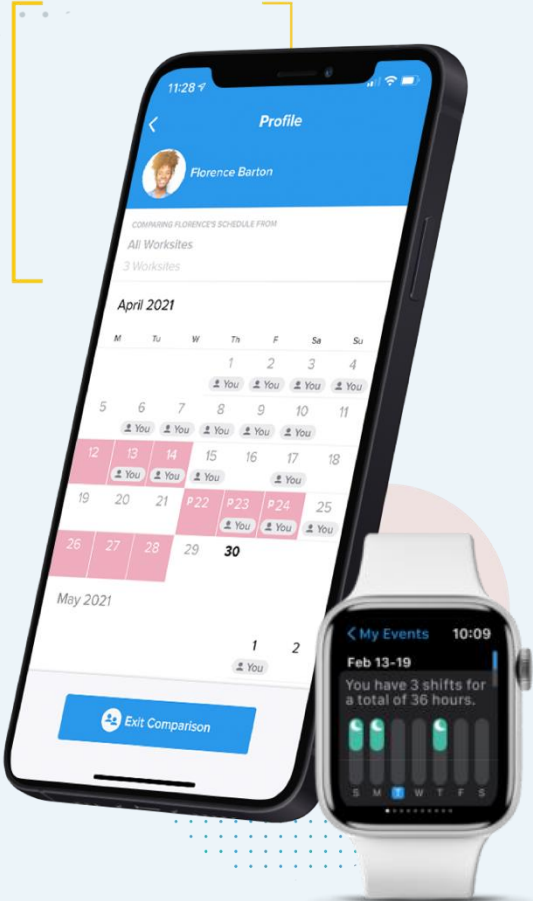 11:28
Profile
Florence Barton
COMPARING FLORENCE'S SCHEDULE FROM
All Worksites
3 Worksites
April 2021
M Tu W Th F Sa Su
1 2 3 4
You You You You
5 6 7 8 9 10 11
You You You You You
12 13 14 15 16 17 18
You You You You
19 20 21 P 22 P 23 P 24 25
You You You
26 27 28 29 30
May 2021
1 2
You
Exit Comparison
My Events 10:09
Feb 13-19
You have 3 shifts for
a total of 36 hours.
S M T W T F S